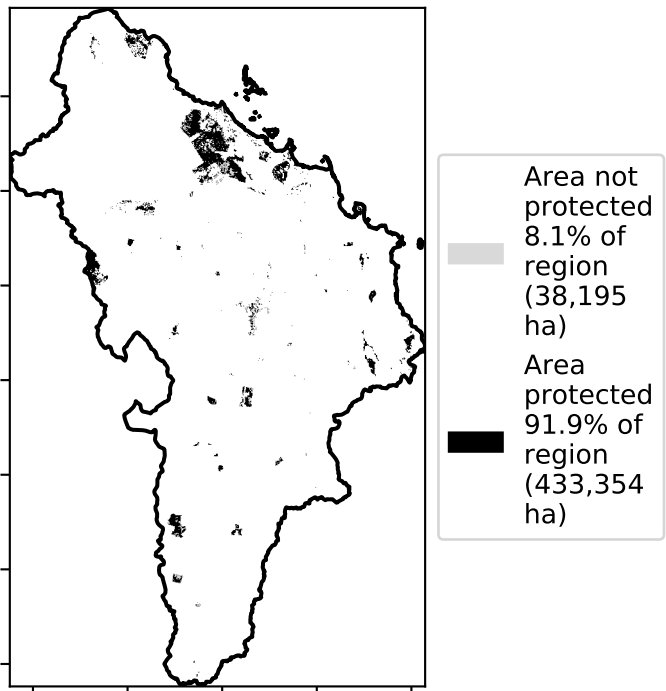 Area not
protected
8.1% of
region
(38,195
ha)
Area
protected
91.9% of
region
(433,354
ha)